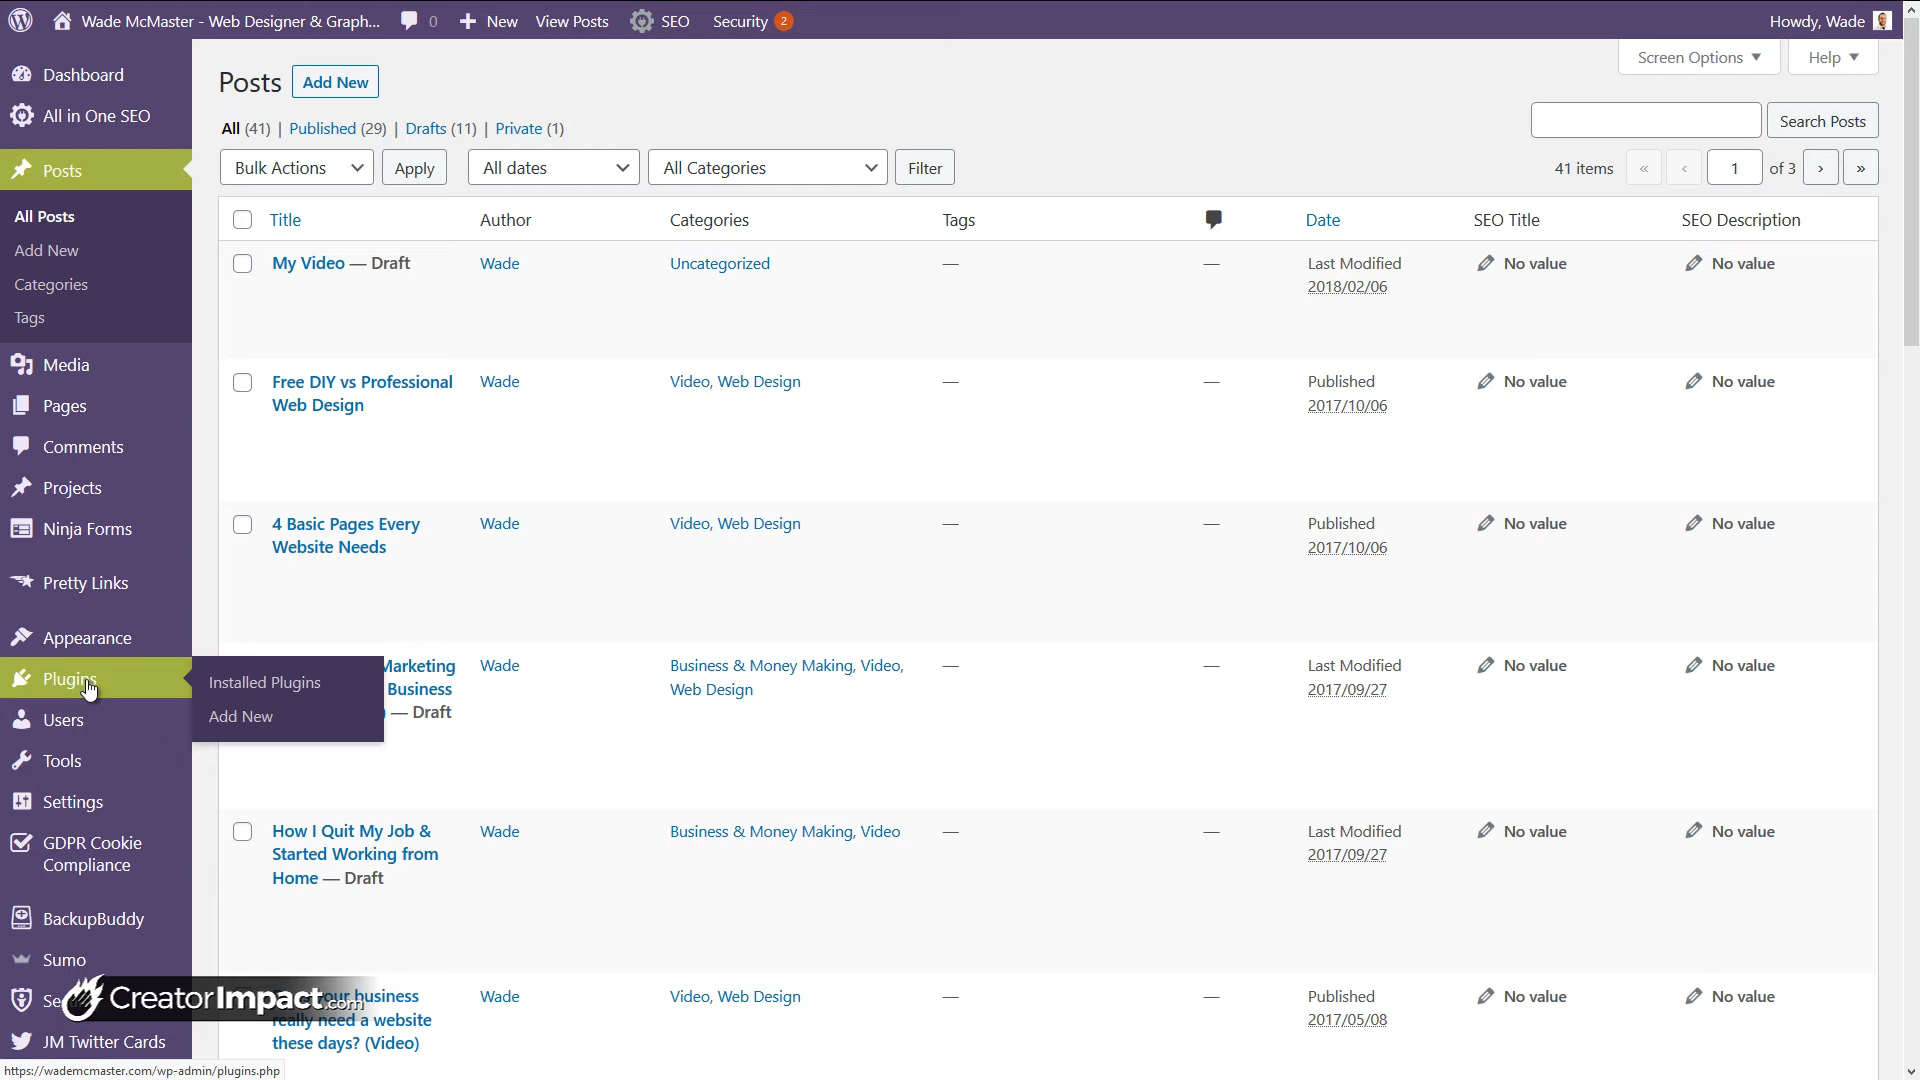 Wade McMaster - Web Designer & Graph...
0
New
View Posts
SEO
Security 2
Howdy, Wade
Dashboard
All in One SEO
Posts
All Posts
Add New
Categories
Tags
Media
Pages
Comments
Projects
Ninja Forms
Pretty Links
Appearance
Plugins
Installed Plugins
Add New
Users
Tools
Settings
GDPR Cookie
Compliance
BackupBuddy
Sumo
JM Twitter Cards
CreatorImpact.com
https://wademcmaster.com/wp-admin/plugins.php
Screen Options
Help
Posts Add New
All (41) | Published (29) | Drafts (11) | Private (1)
Search Posts
Bulk Actions Apply All dates All Categories Filter
41 items « ‹ 1 of 3 › »
Title Author Categories Tags Date SEO Title SEO Description
My Video — Draft
Wade
Uncategorized
—
—
Last Modified
2018/02/06
No value
No value
Free DIY vs Professional
Web Design
Wade
Video, Web Design
—
—
Published
2017/10/06
No value
No value
4 Basic Pages Every
Website Needs
Wade
Video, Web Design
—
—
Published
2017/10/06
No value
No value
Marketing
Business
) — Draft
Wade
Business & Money Making, Video,
Web Design
—
—
Last Modified
2017/09/27
No value
No value
How I Quit My Job &
Started Working from
Home — Draft
Wade
Business & Money Making, Video
—
—
Last Modified
2017/09/27
No value
No value
your business
really need a website
these days? (Video)
Wade
Video, Web Design
—
—
Published
2017/05/08
No value
No value